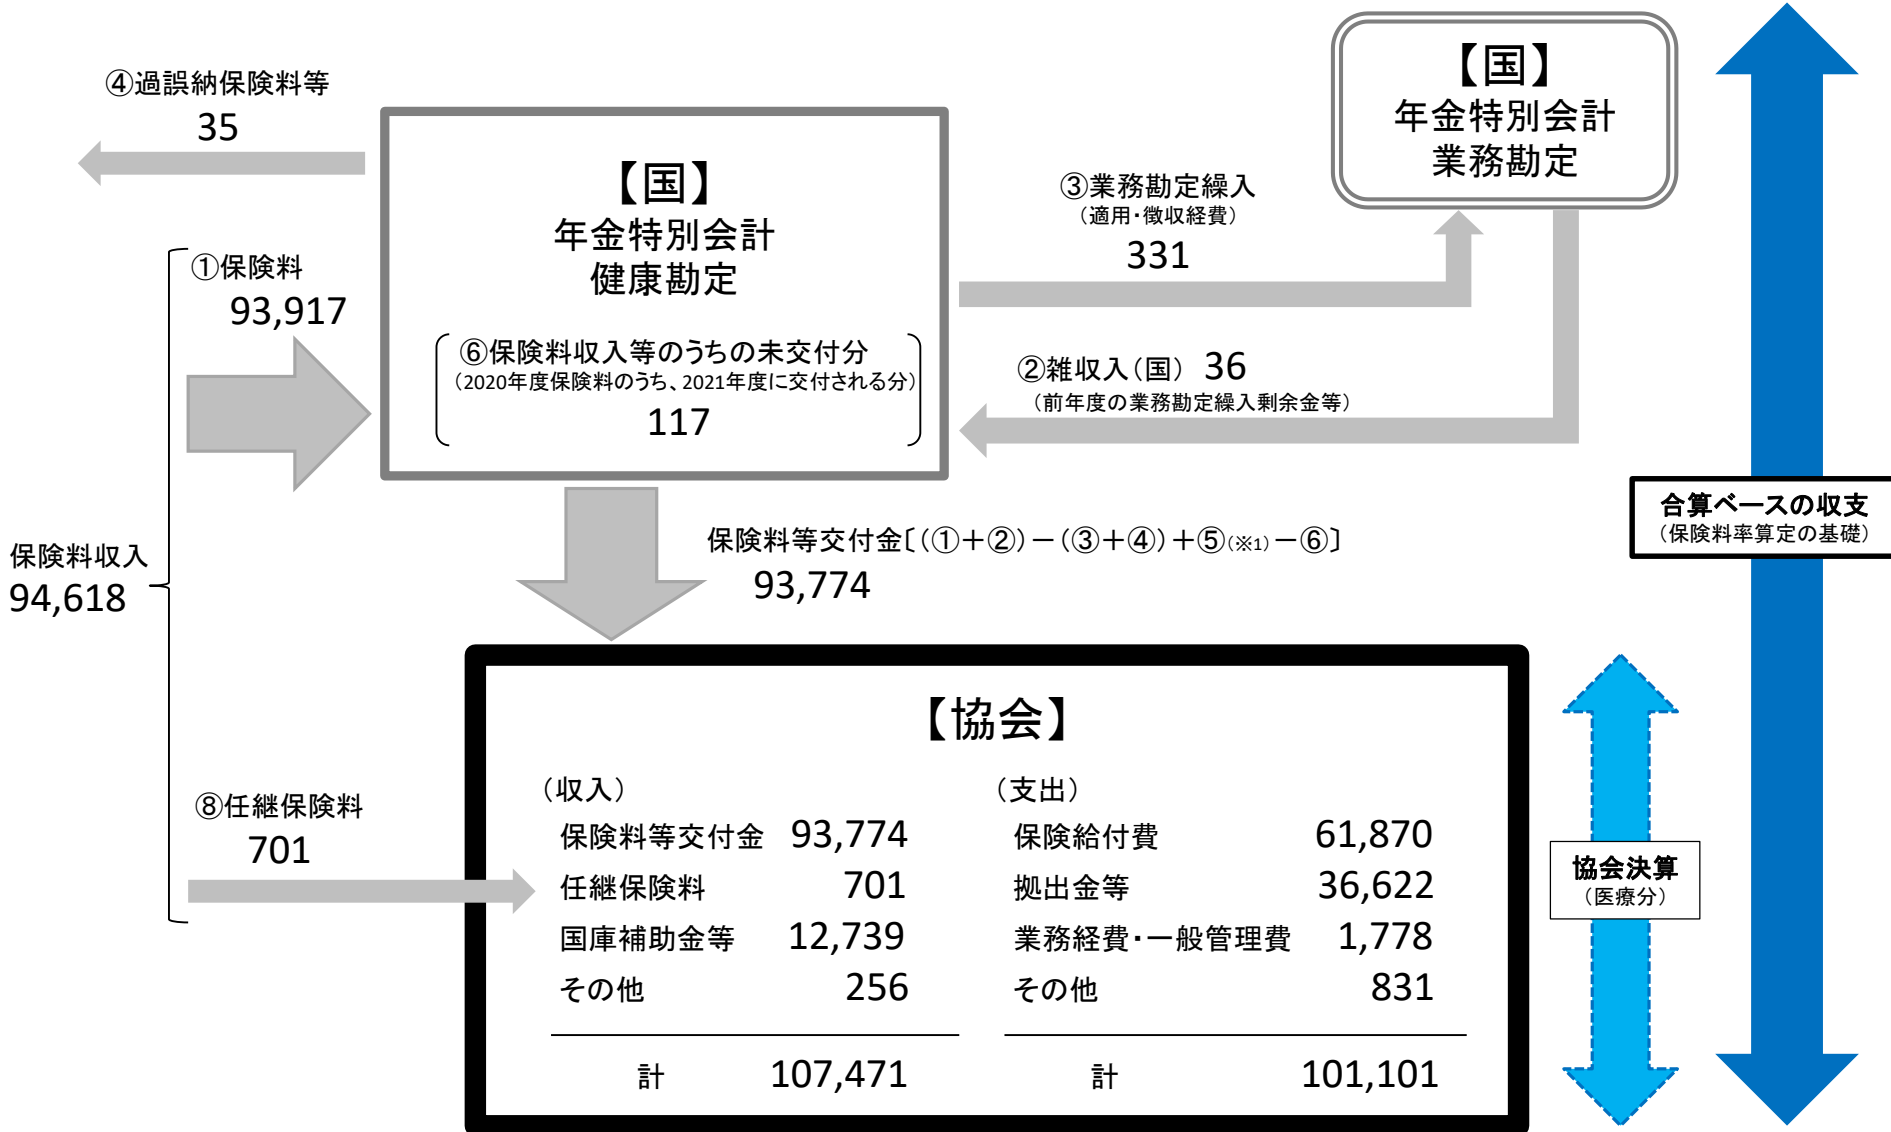 ④過誤納保険料等
35
【国】
年金特別会計
業務勘定
【国】
年金特別会計
健康勘定
③業務勘定繰入
（適用・徴収経費）
331
①保険料
93,917
⑥保険料収入等のうちの未交付分
（2020年度保険料のうち、2021年度に交付される分）
117
②雑収入（国） 36
（前年度の業務勘定繰入剰余金等）
合算ベースの収支
（保険料率算定の基礎）
保険料収入
94,618
保険料等交付金〔（①＋②）－（③＋④）＋⑤（※1）－⑥〕
93,774
【協会】
（収入）
保険料等交付金 93,774
任継保険料 701
国庫補助金等 12,739
その他 256
計 107,471
（支出）
保険給付費 61,870
拠出金等 36,622
業務経費・一般管理費 1,778
その他 831
計 101,101
⑧任継保険料
701
協会決算
（医療分）